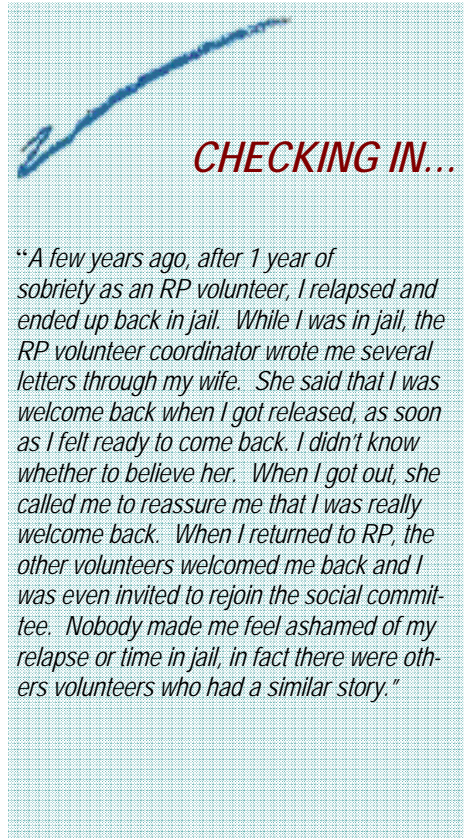 CHECKING IN...
“A few years ago, after 1 year of
sobriety as an RP volunteer, I relapsed and
ended up back in jail. While I was in jail, the
RP volunteer coordinator wrote me several
letters through my wife. She said that I was
welcome back when I got released, as soon
as I felt ready to come back. I didn’t know
whether to believe her. When I got out, she
called me to reassure me that I was really
welcome back. When I returned to RP, the
other volunteers welcomed me back and I
was even invited to rejoin the social commit-
tee. Nobody made me feel ashamed of my
relapse or time in jail, in fact there were oth-
ers volunteers who had a similar story.”